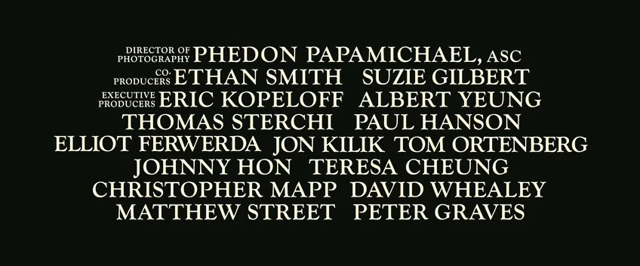 DIRECTOR OF PHOTOGRAPHY PHEDON PAPAMICHAEL, ASC
CO-PRODUCERS ETHAN SMITH SUZIE GILBERT
EXECUTIVE PRODUCERS ERIC KOPELOFF ALBERT YEUNG
THOMAS STERCHI PAUL HANSON
ELLIOT FERWERDA JON KILIK TOM ORTENBERG
JOHNNY HON TERESA CHEUNG
CHRISTOPHER MAPP DAVID WHEALEY
MATTHEW STREET PETER GRAVES